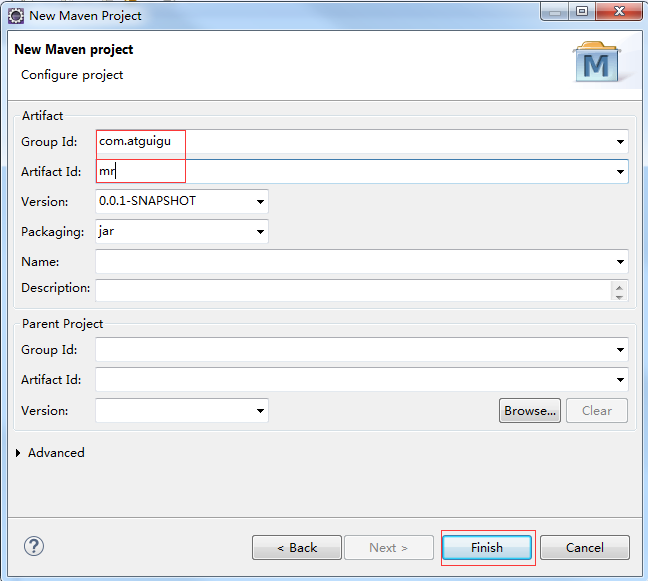 New Maven Project
New Maven project
Configure project
M
Artifact
Group Id: com.atguigu
Artifact Id: mr
Version: 0.0.1-SNAPSHOT
Packaging: jar
Name:
Description:
Parent Project
Group Id:
Artifact Id:
Version: Browse... Clear
Advanced
? < Back Next > Finish Cancel